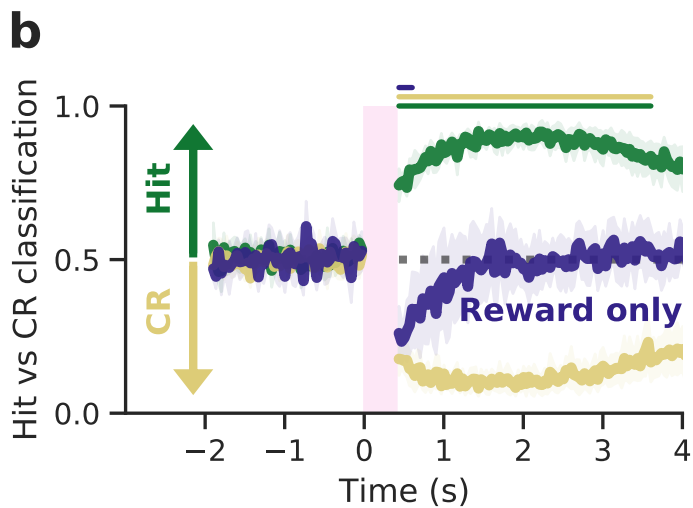 b
Hit vs CR classification
1.0
0.5
0.0
Hit
CR
Reward only
−2 −1 0 1 2 3 4
Time (s)